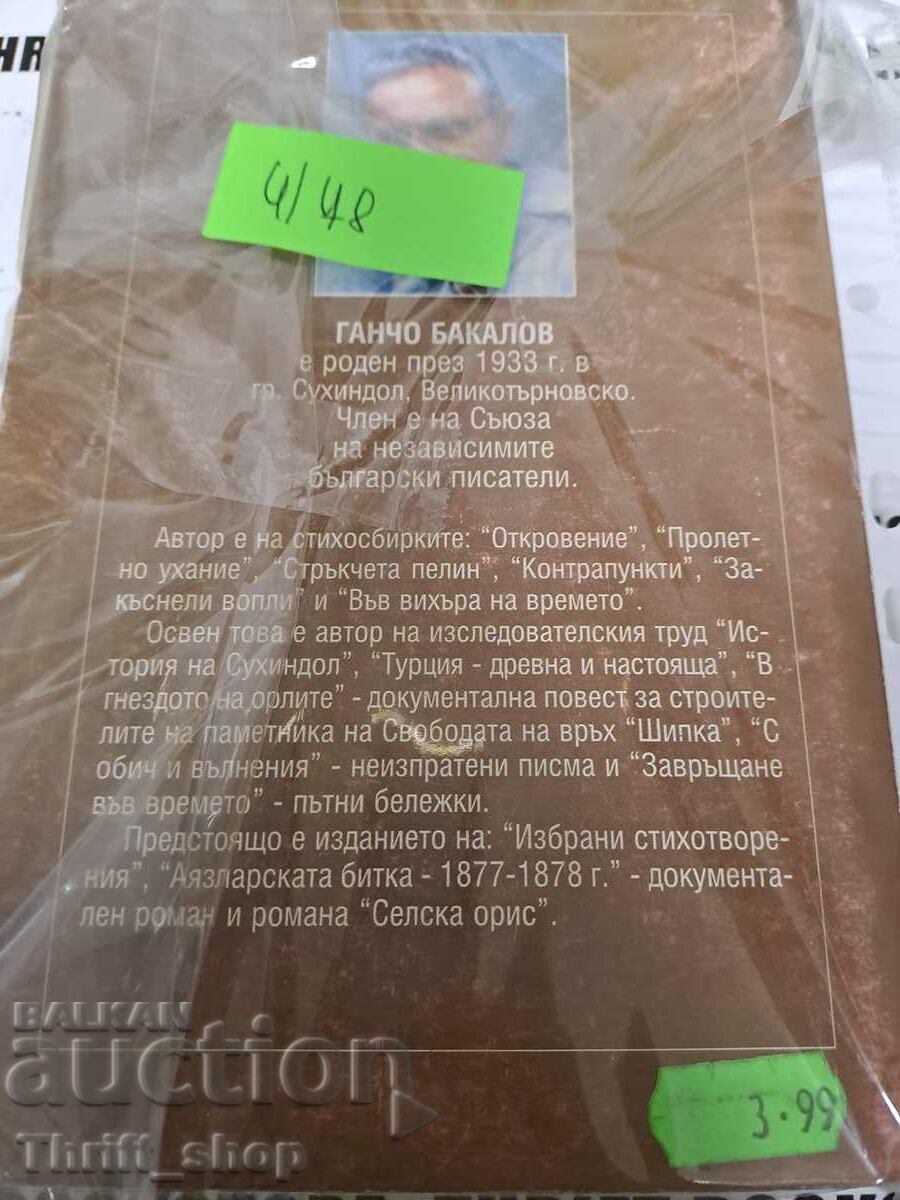 4/48
ГАНЧО БАКАЛОВ
е роден през 1933 г. в
гр. Сухиндол, Великотърновско.
Член е на Съюза
на независимите
български писатели.
Автор е на стихосбирките: “Откровение”, “Пролет-
но ухание”, “Стръкчета пелин”, “Контрапункти”, “За-
къснели вопли” и “Във вихъра на времето”.
Освен това е автор на изследователския труд “Ис-
тория на Сухиндол”, “Турция - древна и настояща”, “В
гнездото на орлите” - документална повест за строите-
лите на паметника на Свободата на връх “Шипка”, “С
обич и вълнения” - неизпратени писма и “Завръщане
във времето” - пътни бележки.
Предстоящо е изданието на: “Избрани стихотворе-
ния”, “Аязларската битка - 1877-1878 г.” - документа-
лен роман и романа “Селска орис”.
BALKAN
auction
3.99
Thrift_shop